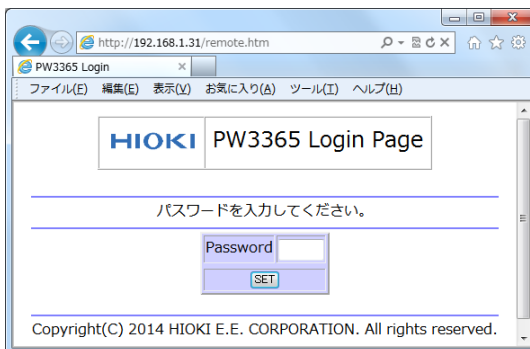 http://192.168.1.31/remote.htm
PW3365 Login
ファイル(F) 編集(E) 表示(V) お気に入り(A) ツール(T) ヘルプ(H)
HIOKI PW3365 Login Page
パスワードを入力してください。
Password
SET
Copyright(C) 2014 HIOKI E.E. CORPORATION. All rights reserved.